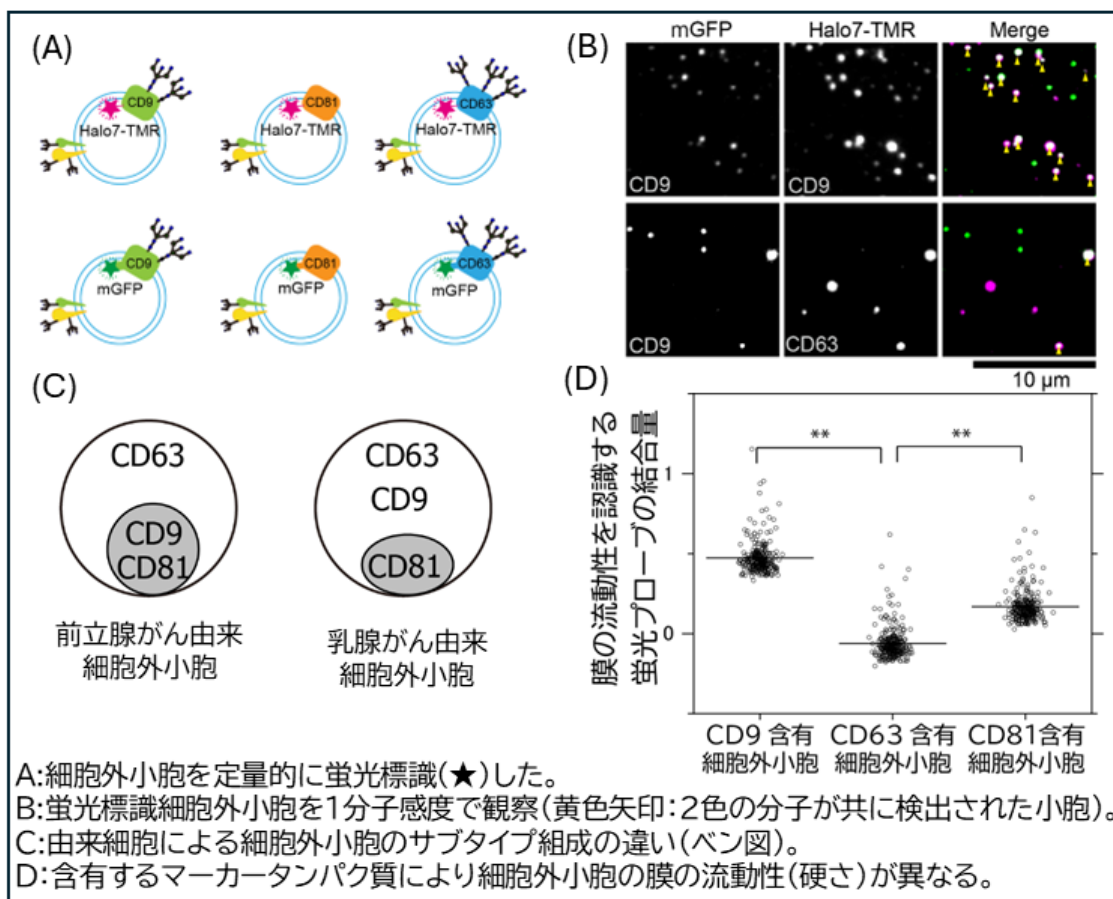 (A)
CD9
Halo7-TMR
CD81
Halo7-TMR
CD63
Halo7-TMR
CD9
mGFP
CD81
mGFP
CD63
mGFP
(B)
mGFP
Halo7-TMR
Merge
CD9
CD9
CD9
CD63
10 μm
(C)
CD63
CD9
CD81
前立腺がん由来
細胞外小胞
CD63
CD9
CD81
乳腺がん由来
細胞外小胞
(D)
膜の流動性を認識する
蛍光プローブの結合量
1
0
**
**
CD9 含有
細胞外小胞
CD63 含有
細胞外小胞
CD81含有
細胞外小胞
A:細胞外小胞を定量的に蛍光標識(★)した。
B:蛍光標識細胞外小胞を1分子感度で観察(黄色矢印:2色の分子が共に検出された小胞)。
C:由来細胞による細胞外小胞のサブタイプ組成の違い(ベン図)。
D:含有するマーカータンパク質により細胞外小胞の膜の流動性(硬さ)が異なる。